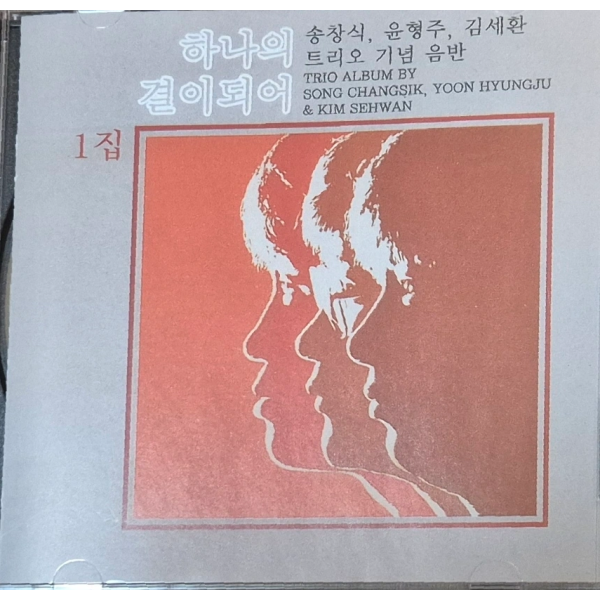 하나의
결이되어
송창식, 윤형주, 김세환
트리오 기념 음반
TRIO ALBUM BY
SONG CHANGSIK, YOON HYUNGJU
& KIM SEHWAN
1집